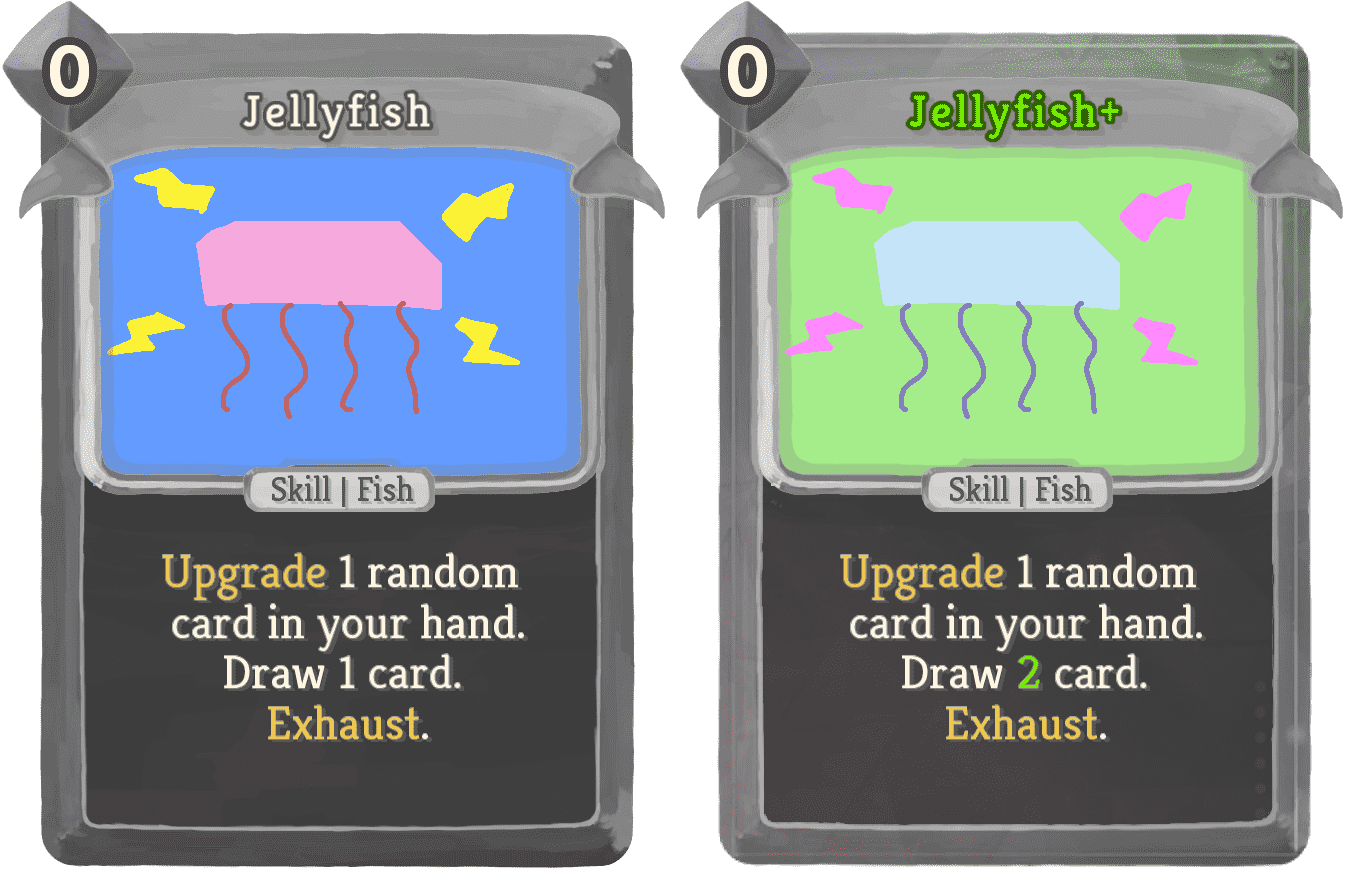 0
Jellyfish
Skill | Fish
Upgrade 1 random
card in your hand.
Draw 1 card.
Exhaust.
0
Jellyfish+
Skill | Fish
Upgrade 1 random
card in your hand.
Draw 2 card.
Exhaust.